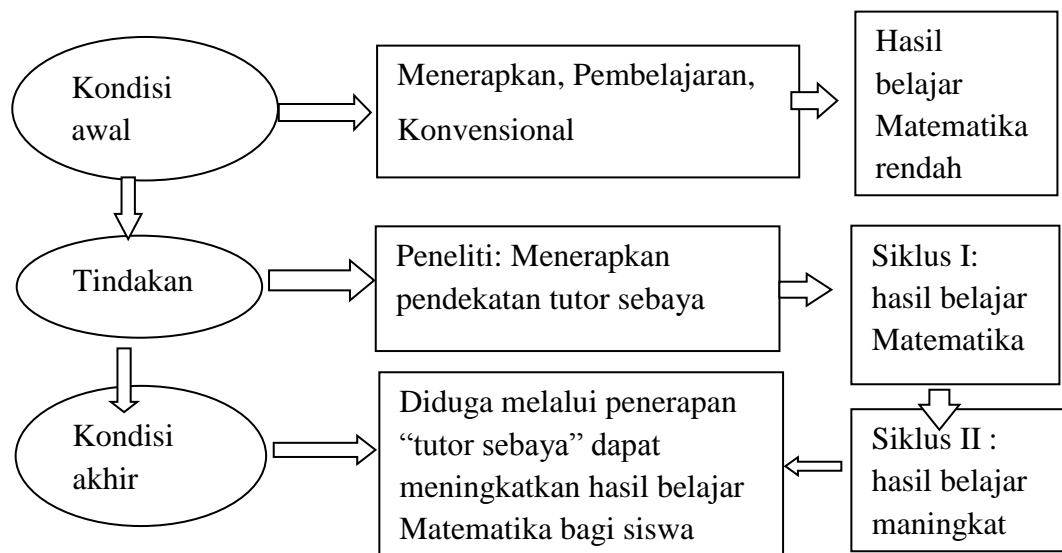 Kondisi
awal
Menerapkan, Pembelajaran,
Konvensional
Hasil
belajar
Matematika
rendah
Tindakan
Peneliti: Menerapkan
pendekatan tutor sebaya
Siklus I:
hasil belajar
Matematika
Kondisi
akhir
Diduga melalui penerapan
“tutor sebaya” dapat
meningkatkan hasil belajar
Matematika bagi siswa
Siklus II :
hasil belajar
maningkat